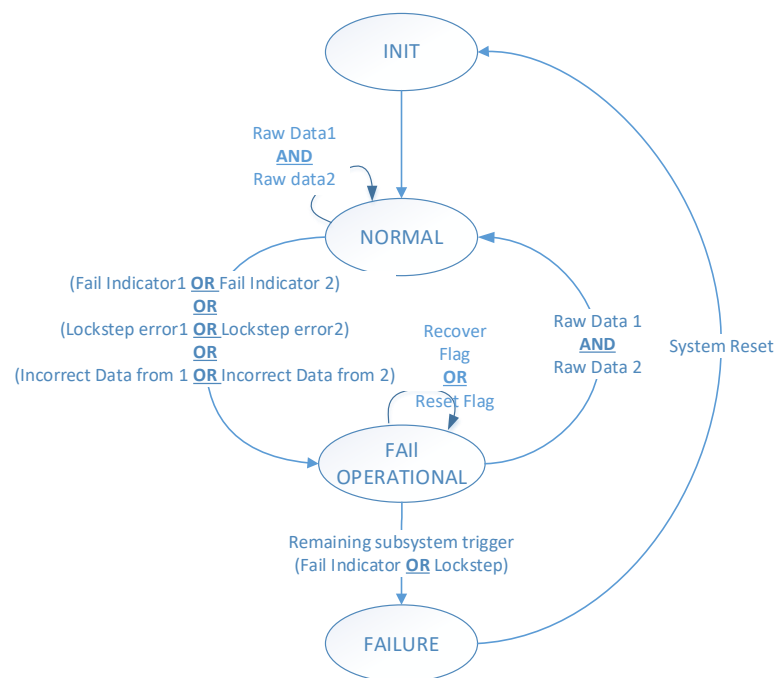 INIT
Raw Data1
AND
Raw data2
NORMAL
(Fail Indicator1 OR Fail Indicator 2)
OR
(Lockstep error1 OR Lockstep error2)
OR
(Incorrect Data from 1 OR Incorrect Data from 2)
Recover
Flag
OR
Reset Flag
Raw Data 1
AND
Raw Data 2
System Reset
FAIl
OPERATIONAL
Remaining subsystem trigger
(Fail Indicator OR Lockstep)
FAILURE